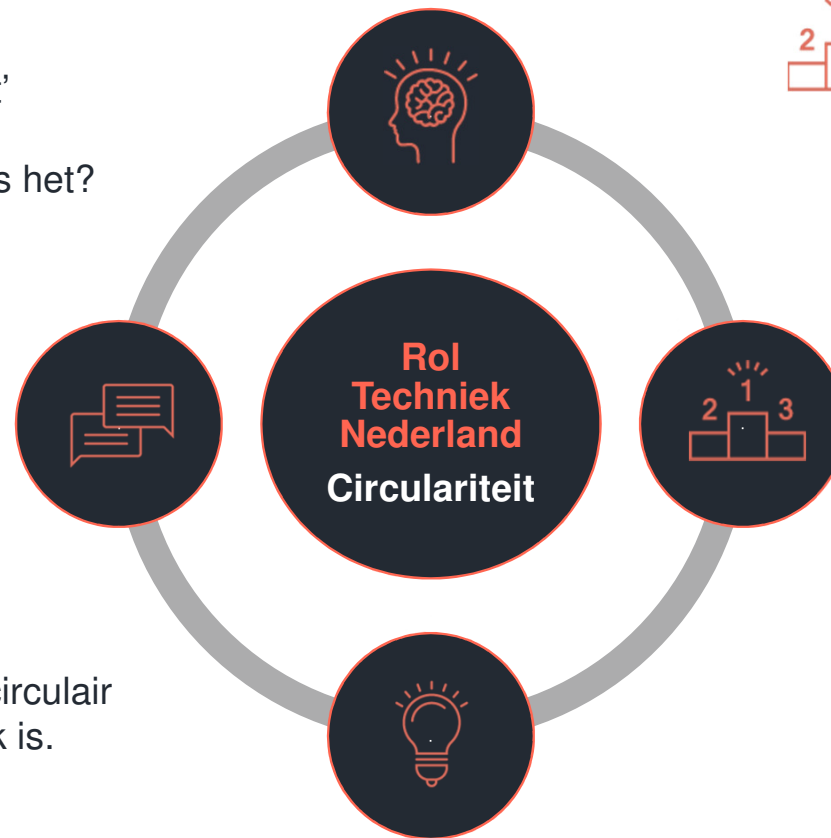 ’
s het?
2
Rol
Techniek
Nederland
Circulariteit
1
2 3
circulair
k is.